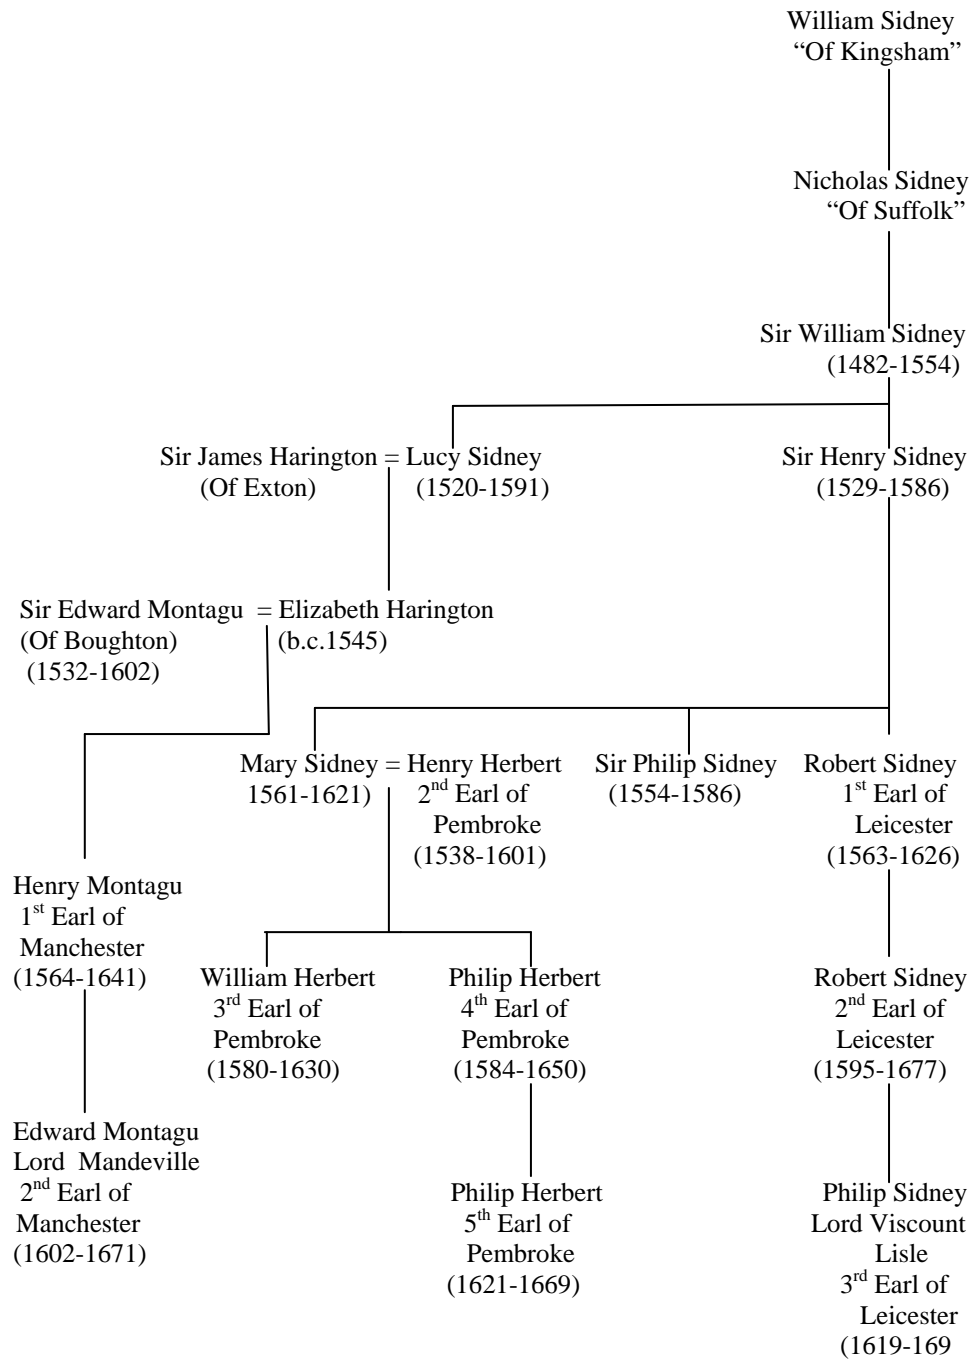 William Sidney
“Of Kingsham”
Nicholas Sidney
“Of Suffolk”
Sir William Sidney
(1482-1554)
Sir James Harington = Lucy Sidney
(Of Exton)
(1520-1591)
Sir Henry Sidney
(1529-1586)
Sir Edward Montagu = Elizabeth Harington
(Of Boughton)
(1532-1602)
(b.c.1545)
Mary Sidney = Henry Herbert
1561-1621)
2nd Earl of
Pembroke
(1538-1601)
Sir Philip Sidney
(1554-1586)
Robert Sidney
1st Earl of
Leicester
(1563-1626)
Henry Montagu
1st Earl of
Manchester
(1564-1641)
William Herbert
3rd Earl of
Pembroke
(1580-1630)
Philip Herbert
4th Earl of
Pembroke
(1584-1650)
Robert Sidney
2nd Earl of
Leicester
(1595-1677)
Edward Montagu
Lord Mandeville
2nd Earl of
Manchester
(1602-1671)
Philip Herbert
5th Earl of
Pembroke
(1621-1669)
Philip Sidney
Lord Viscount
Lisle
3rd Earl of
Leicester
(1619-169